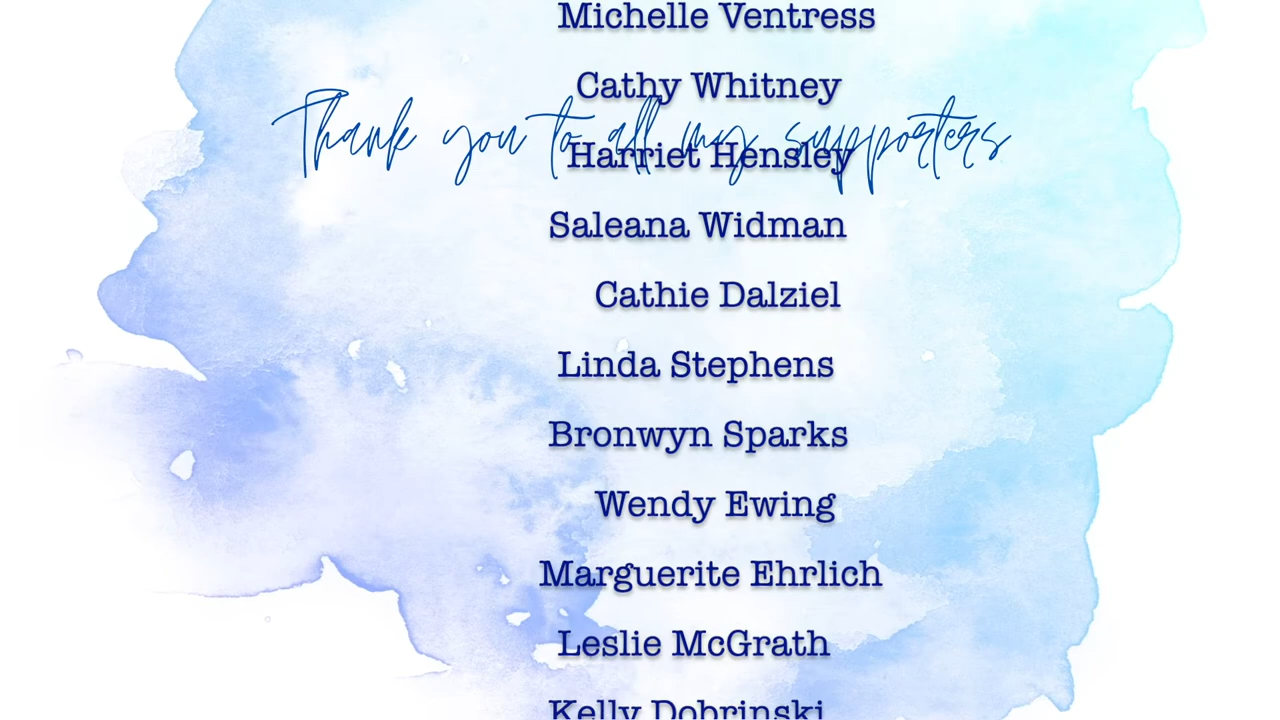 Michelle Ventress
Cathy Whitney
Thank you to all my supporters
Harriet Hensley
Saleana Widman
Cathie Dalziel
Linda Stephens
Bronwyn Sparks
Wendy Ewing
Marguerite Ehrlich
Leslie McGrath
Kelly Dobrinski